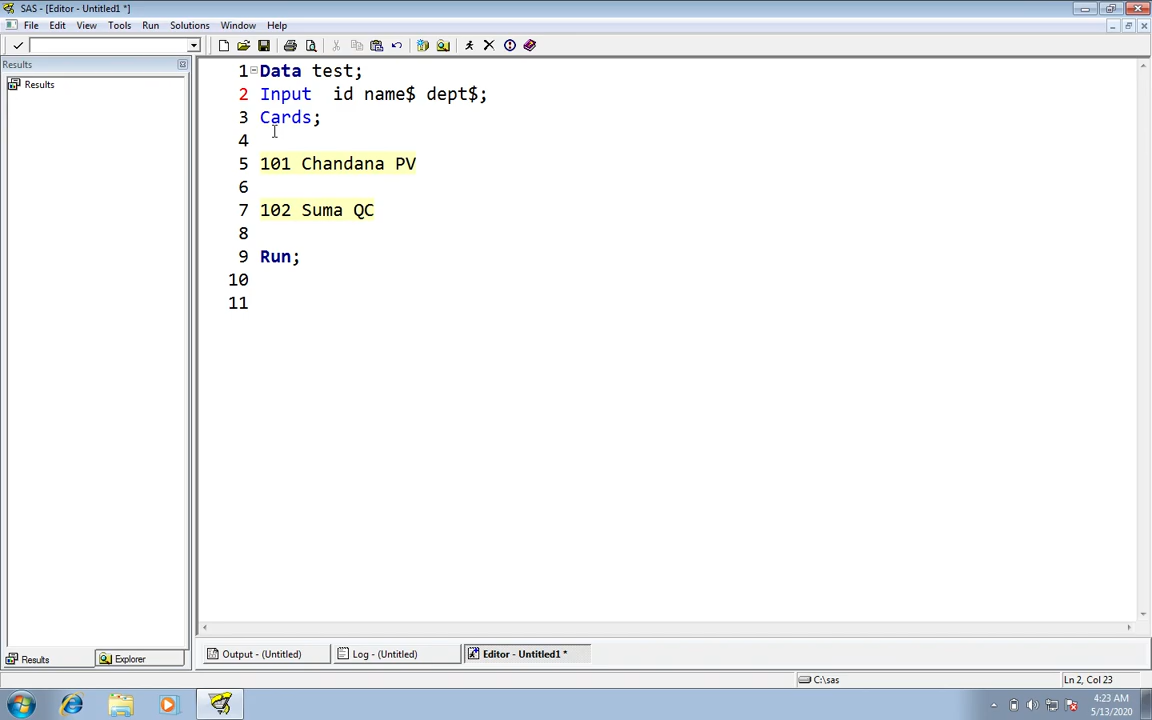 SAS - [Editor - Untitled1 *]
File Edit View Tools Run Solutions Window Help
Results
Results
1 Data test;
2 Input  id name$ dept$;
3 Cards;
4
5 101 Chandana PV
6
7 102 Suma QC
8
9 Run;
10
11
Results Explorer
Output - (Untitled) Log - (Untitled) Editor - Untitled1 *
C:\sas Ln 2, Col 23
4:23 AM
5/13/2020